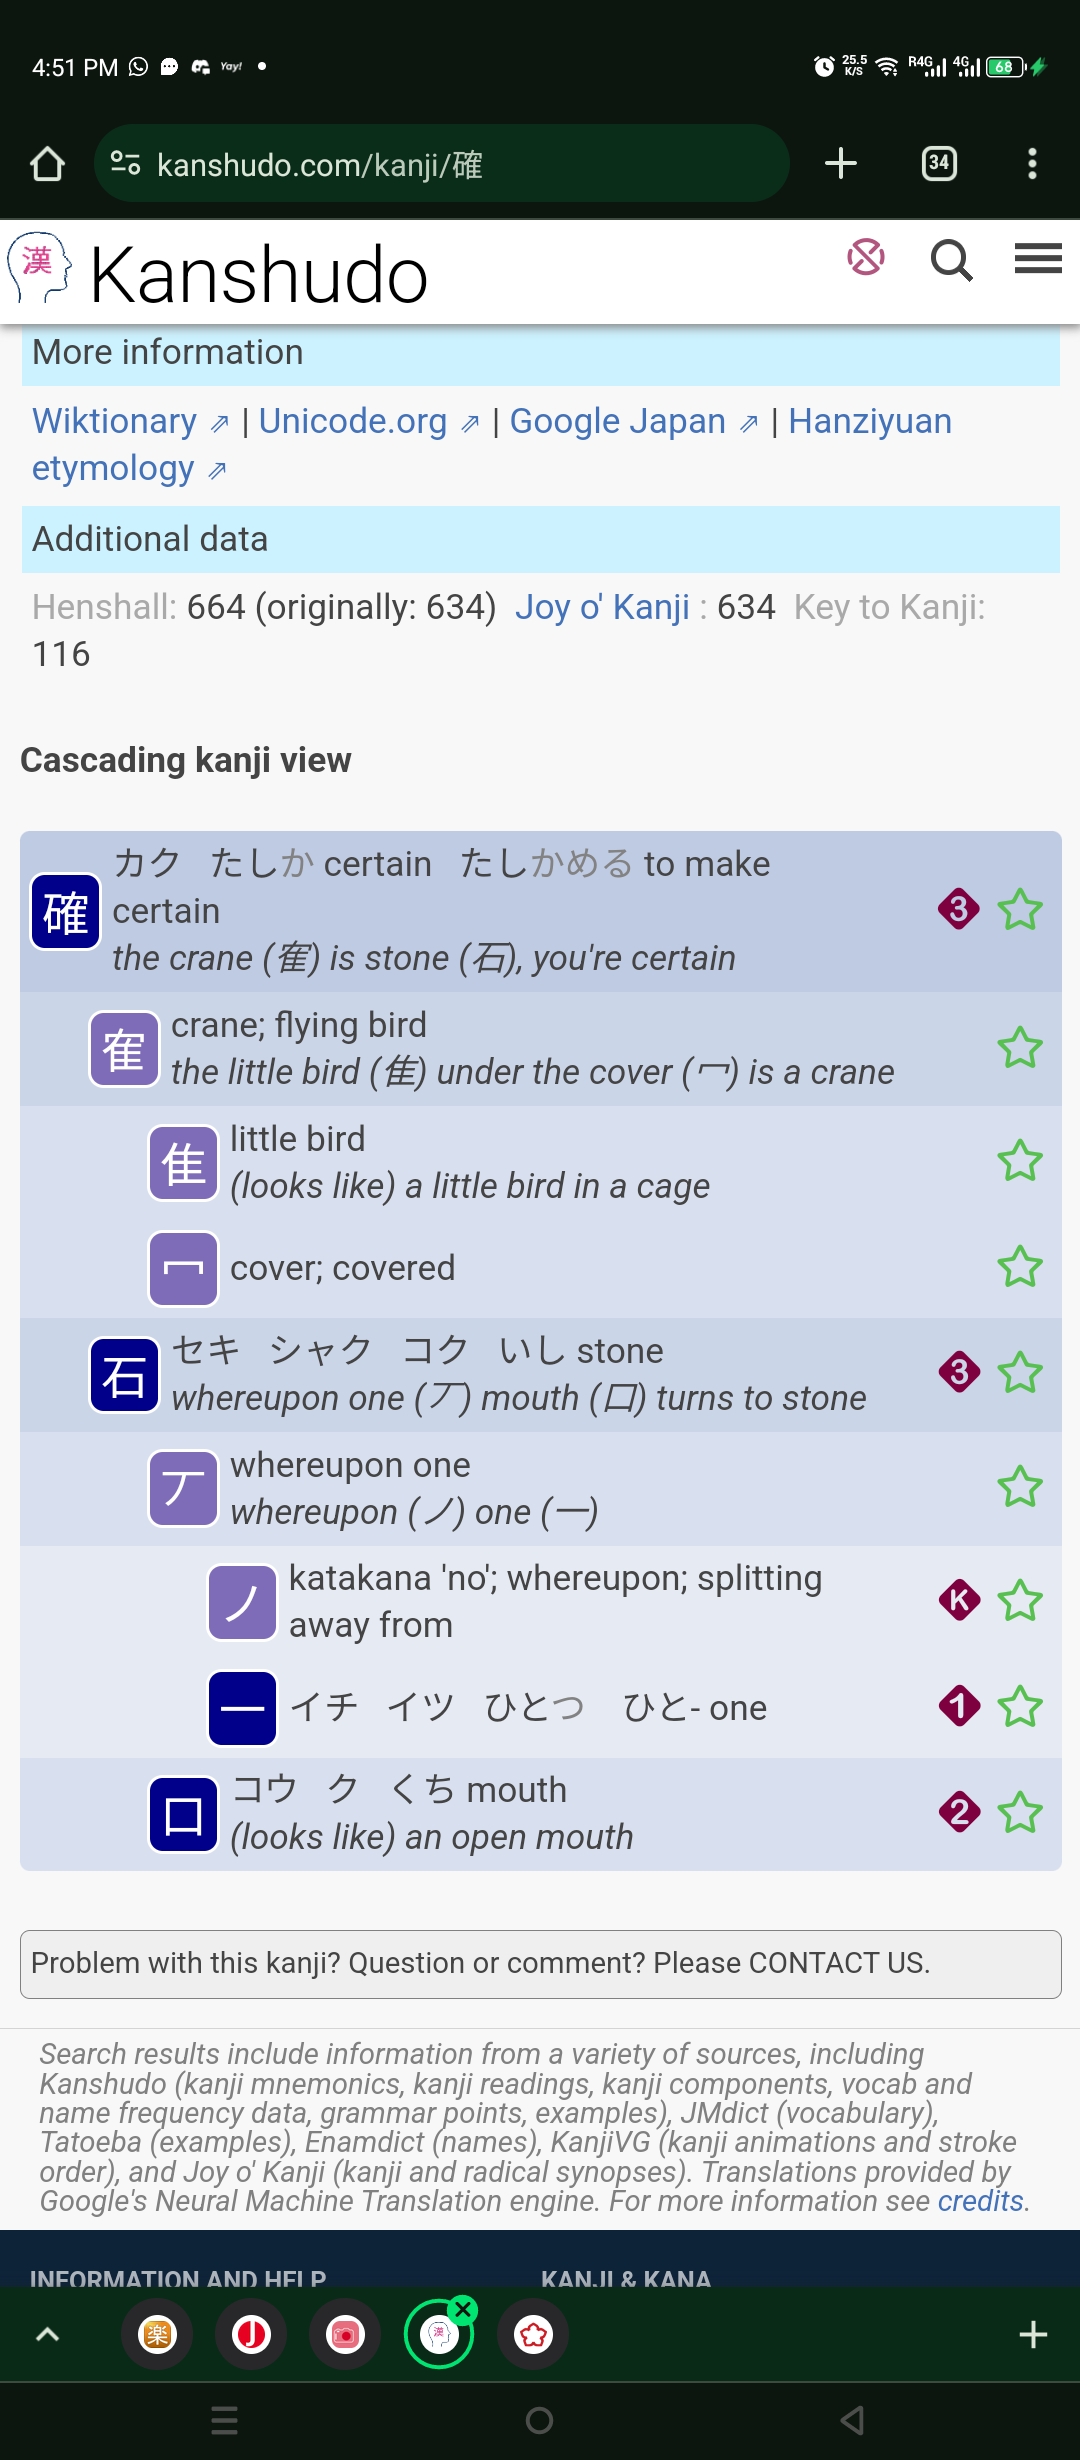 4:51 PM Yay! 25.5 K/S R4G 4G 68
kanshudo.com/kanji/確 34
漢 Kanshudo
More information
Wiktionary ⇗ | Unicode.org ⇗ | Google Japan ⇗ | Hanziyuan
etymology ⇗
Additional data
Henshall: 664 (originally: 634) Joy o' Kanji : 634 Key to Kanji:
116
Cascading kanji view
確 カク たしか certain たしかめる to make
certain 3
the crane (隺) is stone (石), you're certain
隺 crane; flying bird
the little bird (隹) under the cover (冖) is a crane
隹 little bird
(looks like) a little bird in a cage
冖 cover; covered
石 セキ シャク コク いし stone 3
whereupon one (丆) mouth (口) turns to stone
丆 whereupon one
whereupon (ノ) one (一)
ノ katakana 'no'; whereupon; splitting
away from K
一 イチ イツ ひとつ ひと- one 1
口 コウ ク くち mouth 2
(looks like) an open mouth
Problem with this kanji? Question or comment? Please CONTACT US.
Search results include information from a variety of sources, including
Kanshudo (kanji mnemonics, kanji readings, kanji components, vocab and
name frequency data, grammar points, examples), JMdict (vocabulary),
Tatoeba (examples), Enamdict (names), KanjiVG (kanji animations and stroke
order), and Joy o' Kanji (kanji and radical synopses). Translations provided by
Google's Neural Machine Translation engine. For more information see credits.
INFORMATION AND HELP KANJI & KANA
楽 J 漢